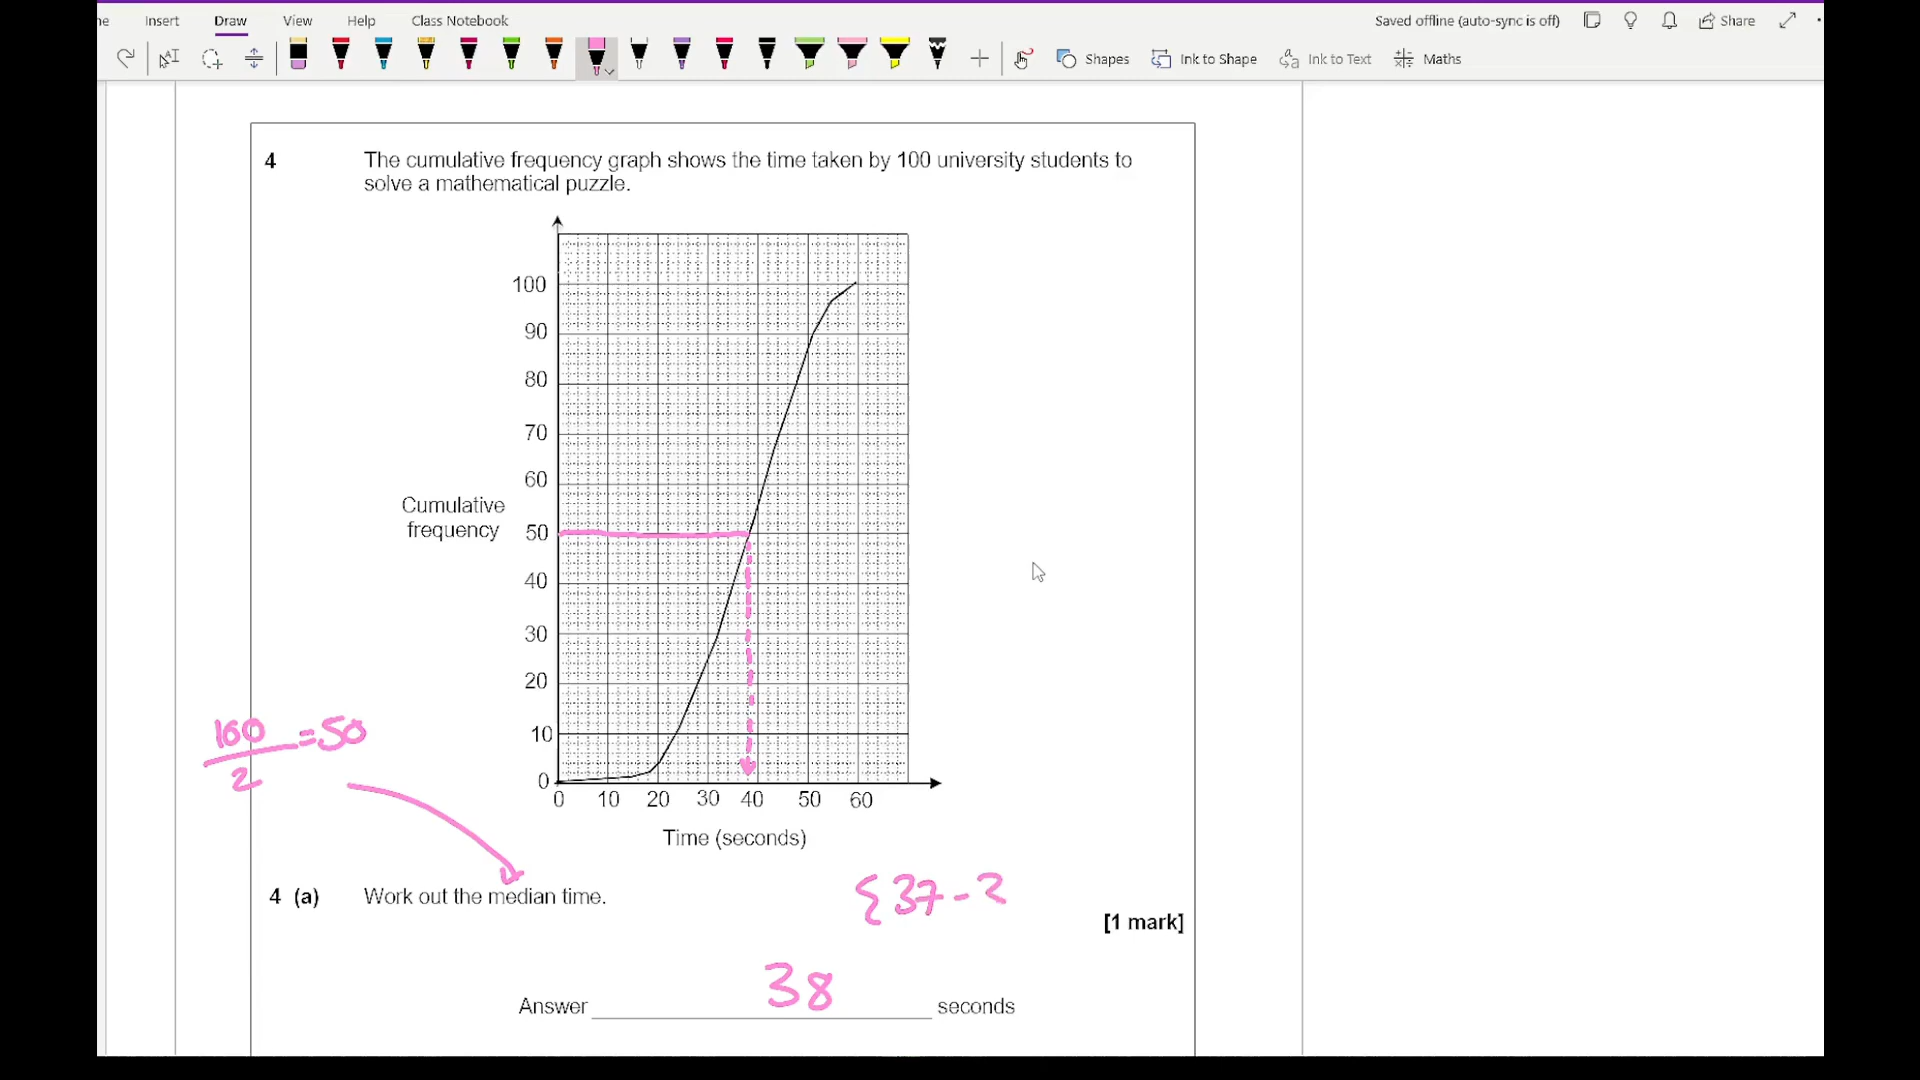 Insert Draw View Help Class Notebook Saved offline (auto-sync is off) Share
Shapes Ink to Shape Ink to Text Maths
4 The cumulative frequency graph shows the time taken by 100 university students to
solve a mathematical puzzle.
100
90
80
70
60
Cumulative
frequency
50
40
30
20
10
0
0 10 20 30 40 50 60
Time (seconds)
100
2
=50
4 (a) Work out the median time.
{37-
[1 mark]
38
Answer seconds